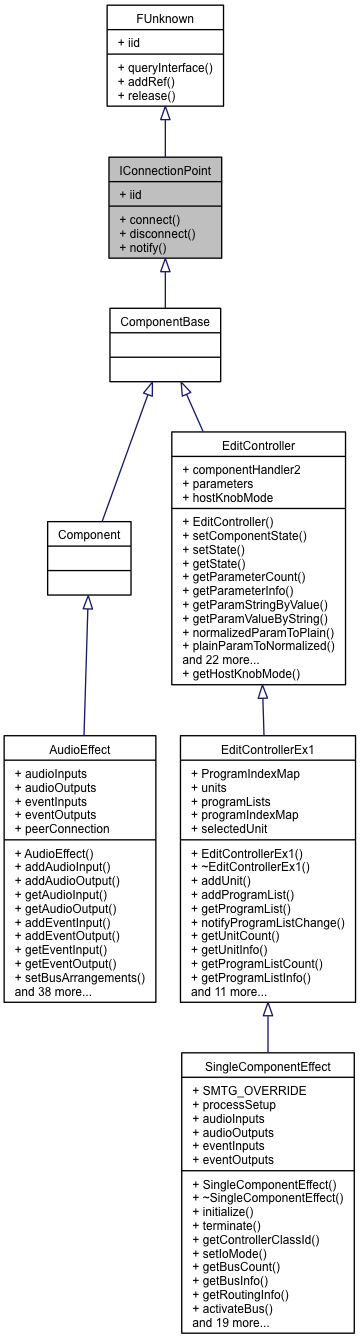 FUnknown
+ iid
+ queryInterface()
+ addRef()
+ release()
IConnectionPoint
+ iid
+ connect()
+ disconnect()
+ notify()
ComponentBase
EditController
+ componentHandler2
+ parameters
+ hostKnobMode
+ EditController()
+ setComponentState()
+ setState()
+ getState()
+ getParameterCount()
+ getParameterInfo()
+ getParamStringByValue()
+ getParamValueByString()
+ normalizedParamToPlain()
+ plainParamToNormalized()
and 22 more...
+ getHostKnobMode()
Component
AudioEffect
+ audioInputs
+ audioOutputs
+ eventInputs
+ eventOutputs
+ peerConnection
+ AudioEffect()
+ addAudioInput()
+ addAudioOutput()
+ getAudioInput()
+ getAudioOutput()
+ addEventInput()
+ addEventOutput()
+ getEventInput()
+ getEventOutput()
+ setBusArrangements()
and 38 more...
EditControllerEx1
+ ProgramIndexMap
+ units
+ programLists
+ programIndexMap
+ selectedUnit
+ EditControllerEx1()
+ ~EditControllerEx1()
+ addUnit()
+ addProgramList()
+ getProgramList()
+ notifyProgramListChange()
+ getUnitCount()
+ getUnitInfo()
+ getProgramListCount()
+ getProgramListInfo()
and 11 more...
SingleComponentEffect
+ SMTG_OVERRIDE
+ processSetup
+ audioInputs
+ audioOutputs
+ eventInputs
+ eventOutputs
+ SingleComponentEffect()
+ ~SingleComponentEffect()
+ initialize()
+ terminate()
+ getControllerClassId()
+ setIoMode()
+ getBusCount()
+ getBusInfo()
+ getRoutingInfo()
+ activateBus()
and 19 more...